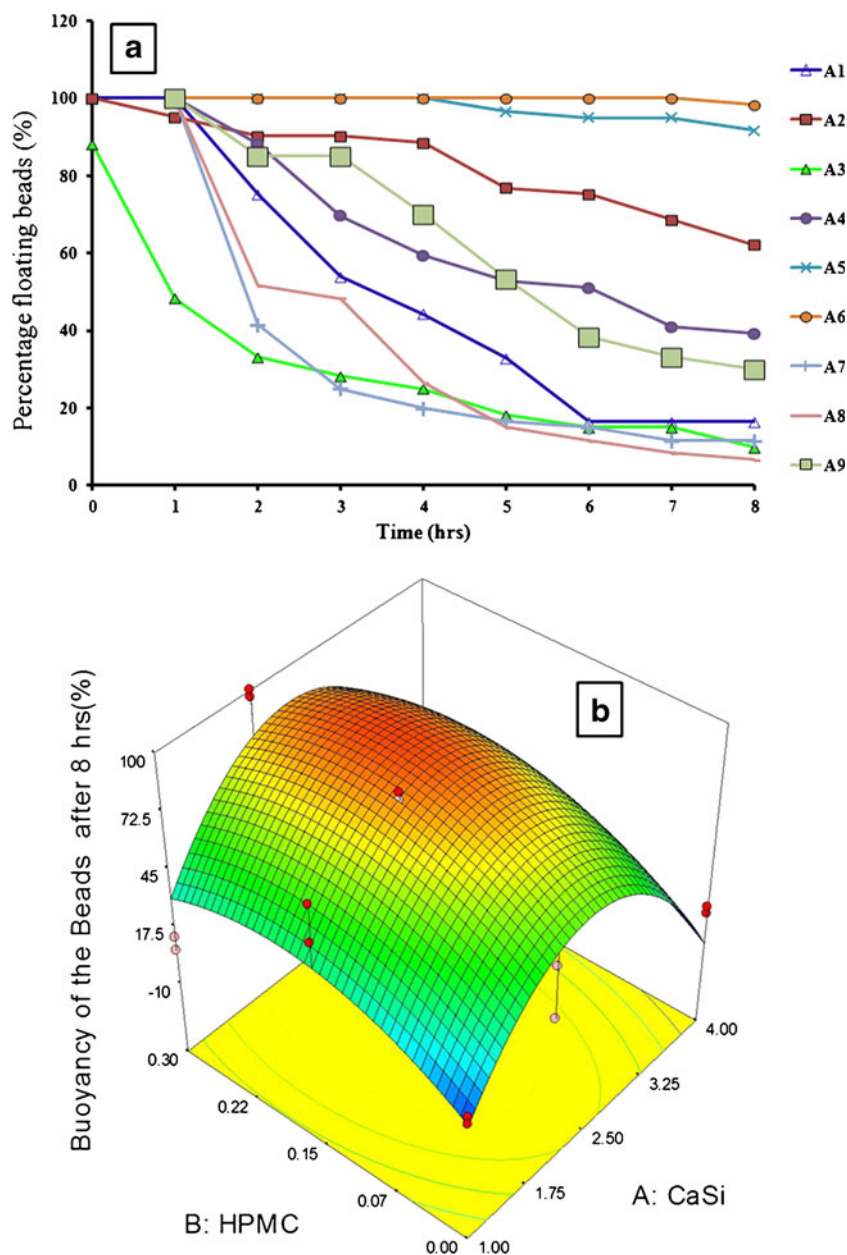 a
Percentage floating beads (%)
120
100
80
60
40
20
0
0 1 2 3 4 5 6 7 8
Time (hrs)
A1
A2
A3
A4
A5
A6
A7
A8
A9
b
Buoyancy of the Beads after 8 hrs(%)
100
72.5
45
17.5
-10
0.30
0.22
0.15
0.07
0.00
B: HPMC
1.00
1.75
2.50
3.25
4.00
A: CaSi